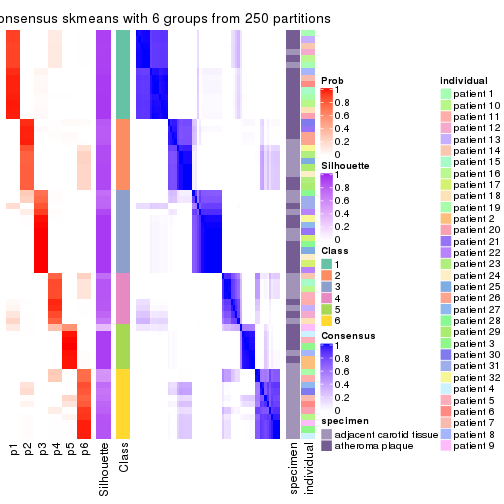 onsensus skmeans with 6 groups from 250 partitions
p1
p2
p3
p4
p5
p6
Silhouette
Class
specimen
individual
Prob
1
0.8
0.6
0.4
0.2
0
Silhouette
1
0.8
0.6
0.4
0.2
0
Class
1
2
3
4
5
6
Consensus
1
0.8
0.6
0.4
0.2
0
specimen
adjacent carotid tissue
atheroma plaque
individual
patient 1
patient 10
patient 11
patient 12
patient 13
patient 14
patient 15
patient 16
patient 17
patient 18
patient 19
patient 2
patient 20
patient 21
patient 22
patient 23
patient 24
patient 25
patient 26
patient 27
patient 28
patient 29
patient 3
patient 30
patient 31
patient 32
patient 4
patient 5
patient 6
patient 7
patient 8
patient 9